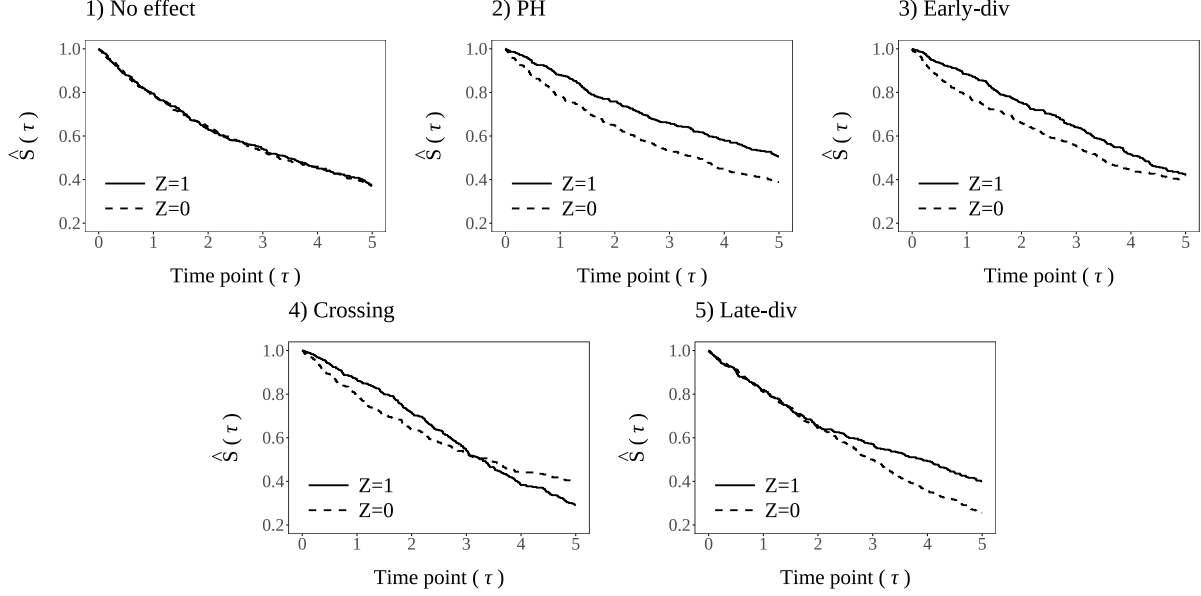 1) No effect
2) PH
3) Early-div
1.0
0.8
0.6
0.4
0.2
Ŝ ( τ )
Z=1
Z=0
0 1 2 3 4 5
Time point ( τ )
1.0
0.8
0.6
0.4
0.2
Ŝ ( τ )
Z=1
Z=0
0 1 2 3 4 5
Time point ( τ )
1.0
0.8
0.6
0.4
0.2
Ŝ ( τ )
Z=1
Z=0
0 1 2 3 4 5
Time point ( τ )
4) Crossing
5) Late-div
1.0
0.8
0.6
0.4
0.2
Ŝ ( τ )
Z=1
Z=0
0 1 2 3 4 5
Time point ( τ )
1.0
0.8
0.6
0.4
0.2
Ŝ ( τ )
Z=1
Z=0
0 1 2 3 4 5
Time point ( τ )